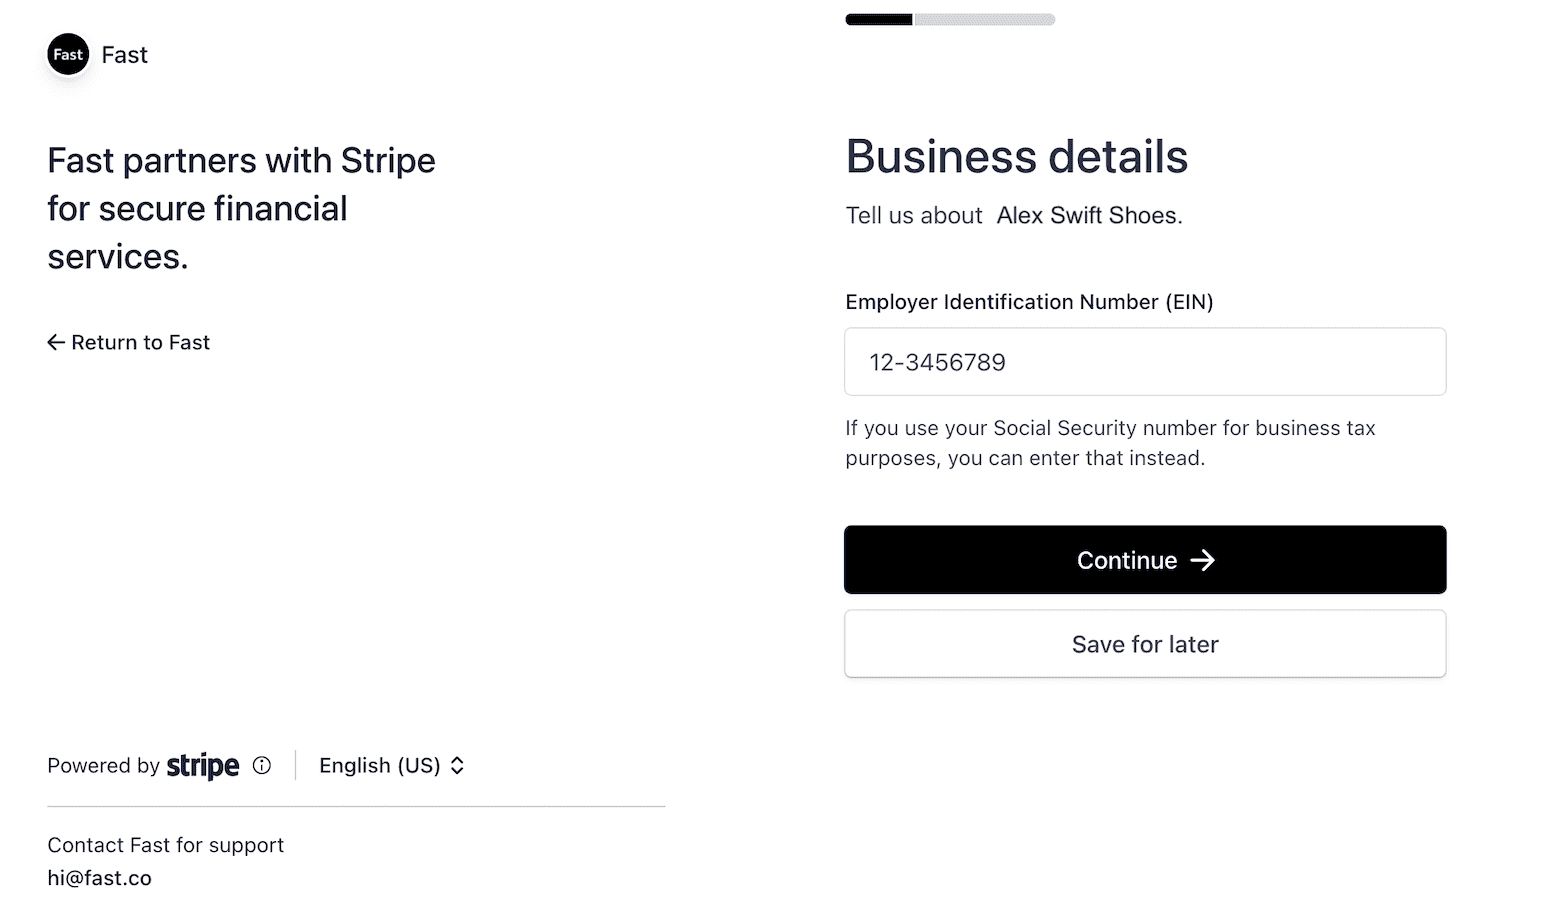 Fast Fast
Fast partners with Stripe
for secure financial
services.
← Return to Fast
Powered by stripe
English (US)
Contact Fast for support
hi@fast.co
Business details
Tell us about Alex Swift Shoes.
Employer Identification Number (EIN)
12-3456789
If you use your Social Security number for business tax
purposes, you can enter that instead.
Continue →
Save for later